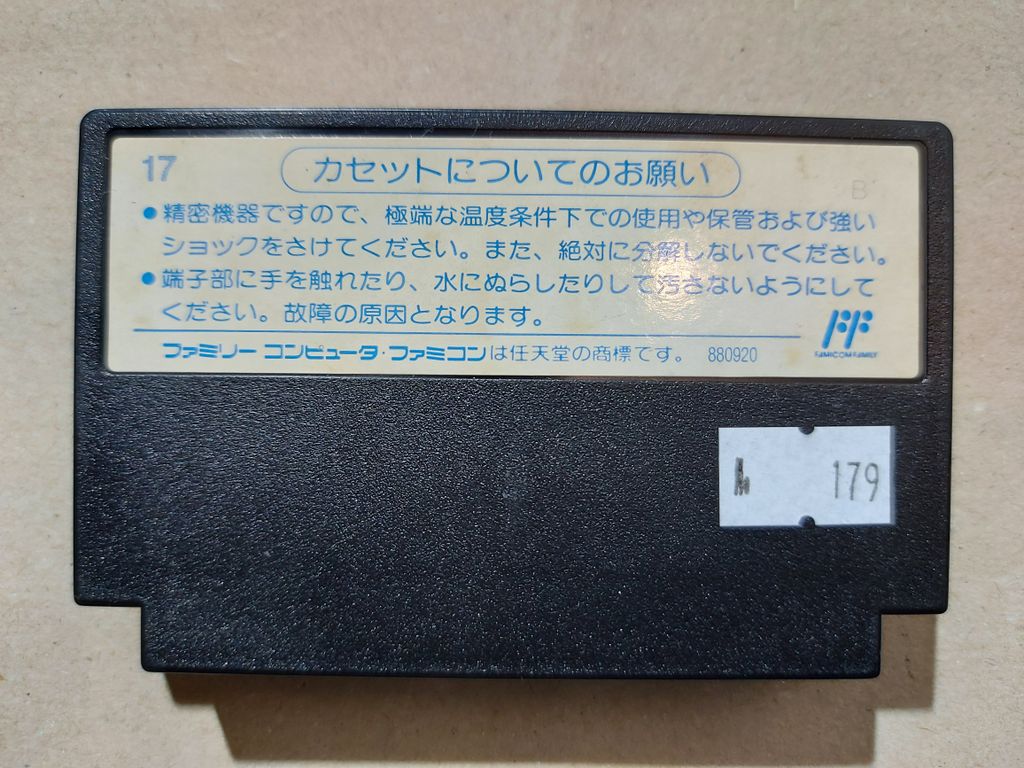 17
カセットについてのお願い
B
●精密機器ですので、極端な温度条件下での使用や保管および強い
ショックをさけてください。また、絶対に分解しないでください。
●端子部に手を触れたり、水にぬらしたりして汚さないようにして
ください。故障の原因となります。
FF
FAMICOM FAMILY
ファミリー コンピュータ・ファミコンは任天堂の商標です。 880920
179